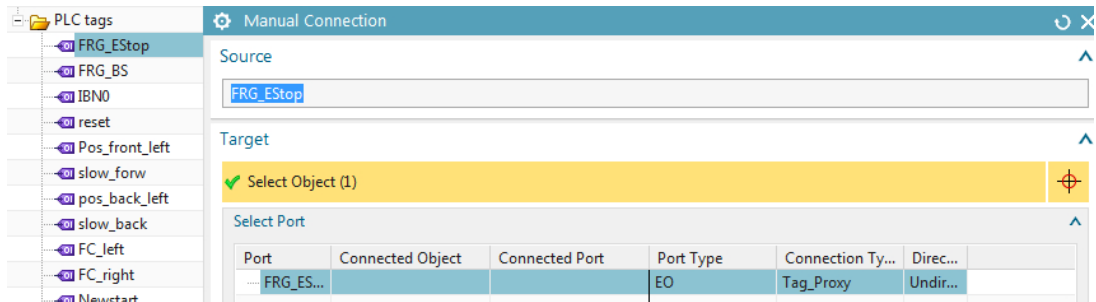 PLC tags
FRG_EStop
FRG_BS
IBN0
reset
Pos_front_left
slow_forw
pos_back_left
slow_back
FC_left
FC_right
Newstart
Manual Connection
Source
FRG_EStop
Target
Select Object (1)
Select Port
Port Connected Object Connected Port Port Type Connection Ty... Direc...
FRG_ES... EO Tag_Proxy Undir...